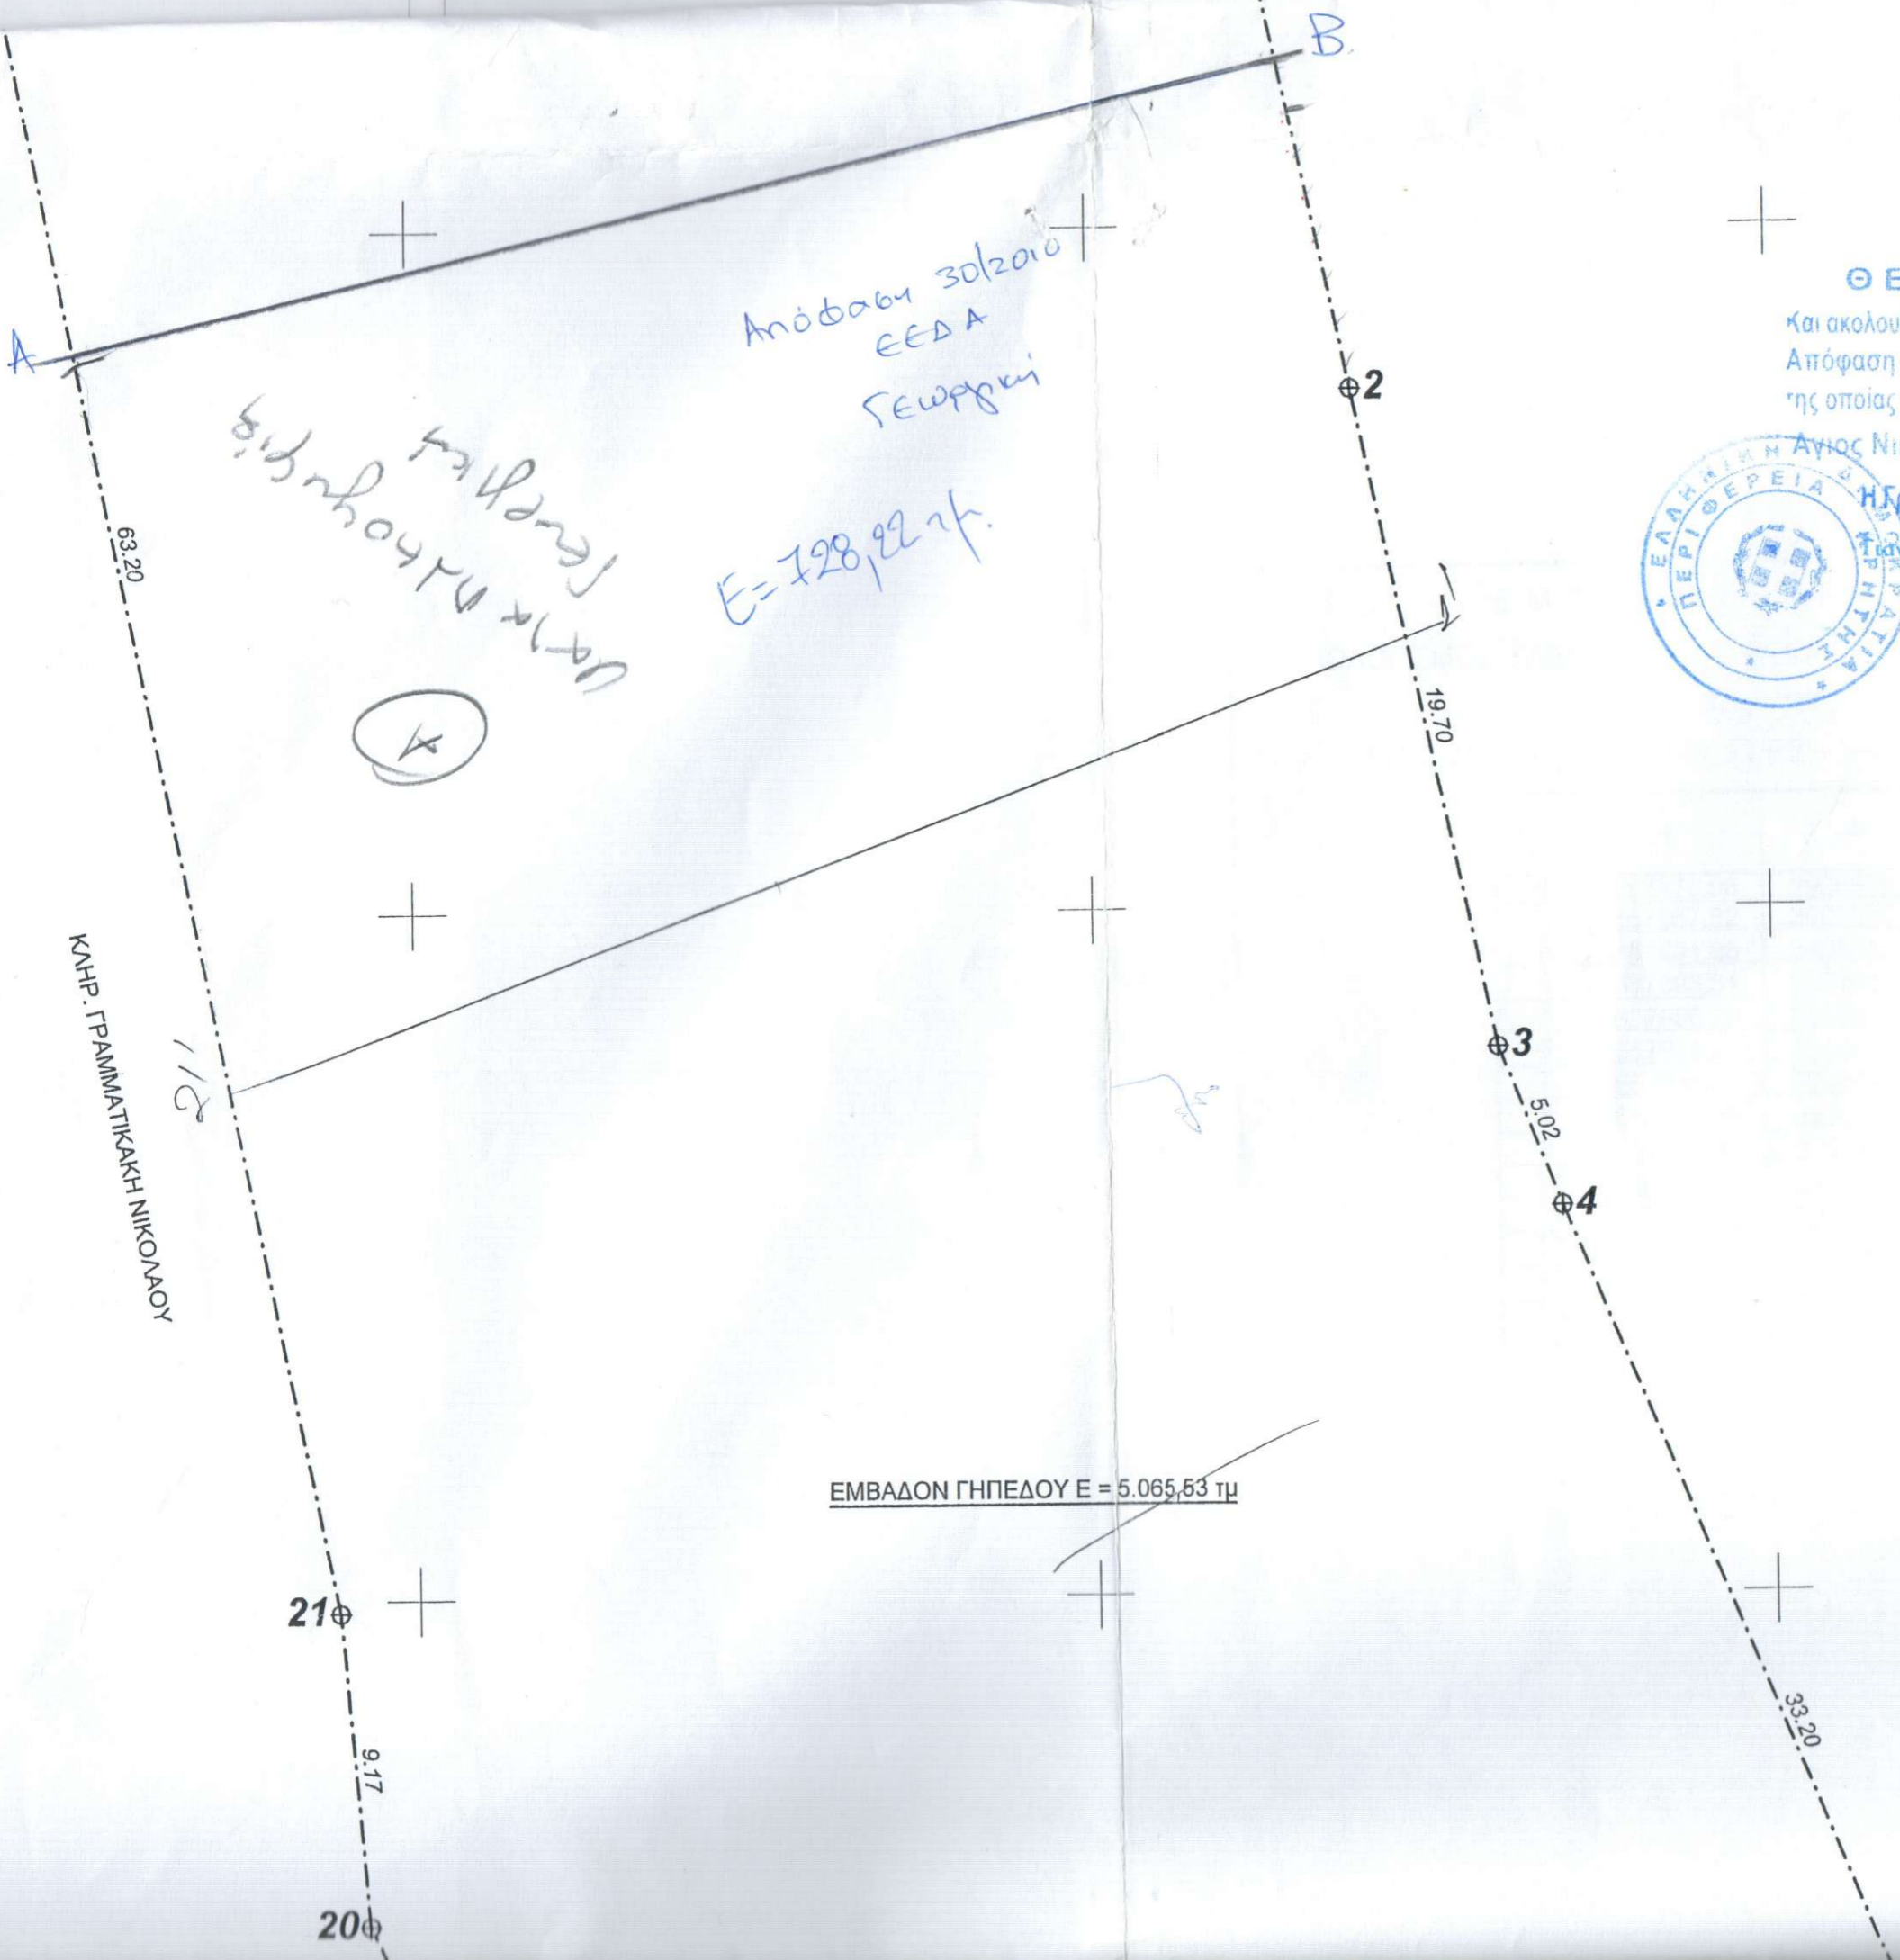 B.
A
Απόφαση 30/2010
ΕΕΔΑ
Γεωργική
E=728,22 τμ.
2
Θ Ε
Και ακολου
Απόφαση
της οποίας
Αγιος Νι
ΕΛΛΗΝΙΚΗ ΔΗΜΟΚΡΑΤΙΑ
ΠΕΡΙΦΕΡΕΙΑ ΚΡΗΤΗΣ
63.20
19.70
3
5.02
4
ΚΛΗΡ. ΓΡΑΜΜΑΤΙΚΑΚΗ ΝΙΚΟΛΑΟΥ
ΕΜΒΑΔΟΝ ΓΗΠΕΔΟΥ Ε = 5.065,53 τμ
21
9.17
33.20
20